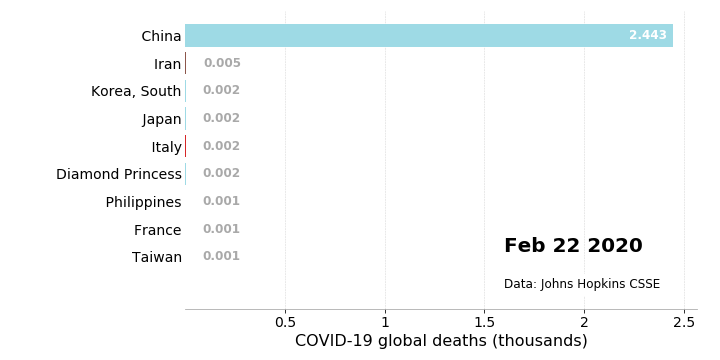 China 2.443
Iran 0.005
Korea, South 0.002
Japan 0.002
Italy 0.002
Diamond Princess 0.002
Philippines 0.001
France 0.001
Taiwan 0.001
Feb 22 2020
Data: Johns Hopkins CSSE
0.5 1 1.5 2 2.5
COVID-19 global deaths (thousands)